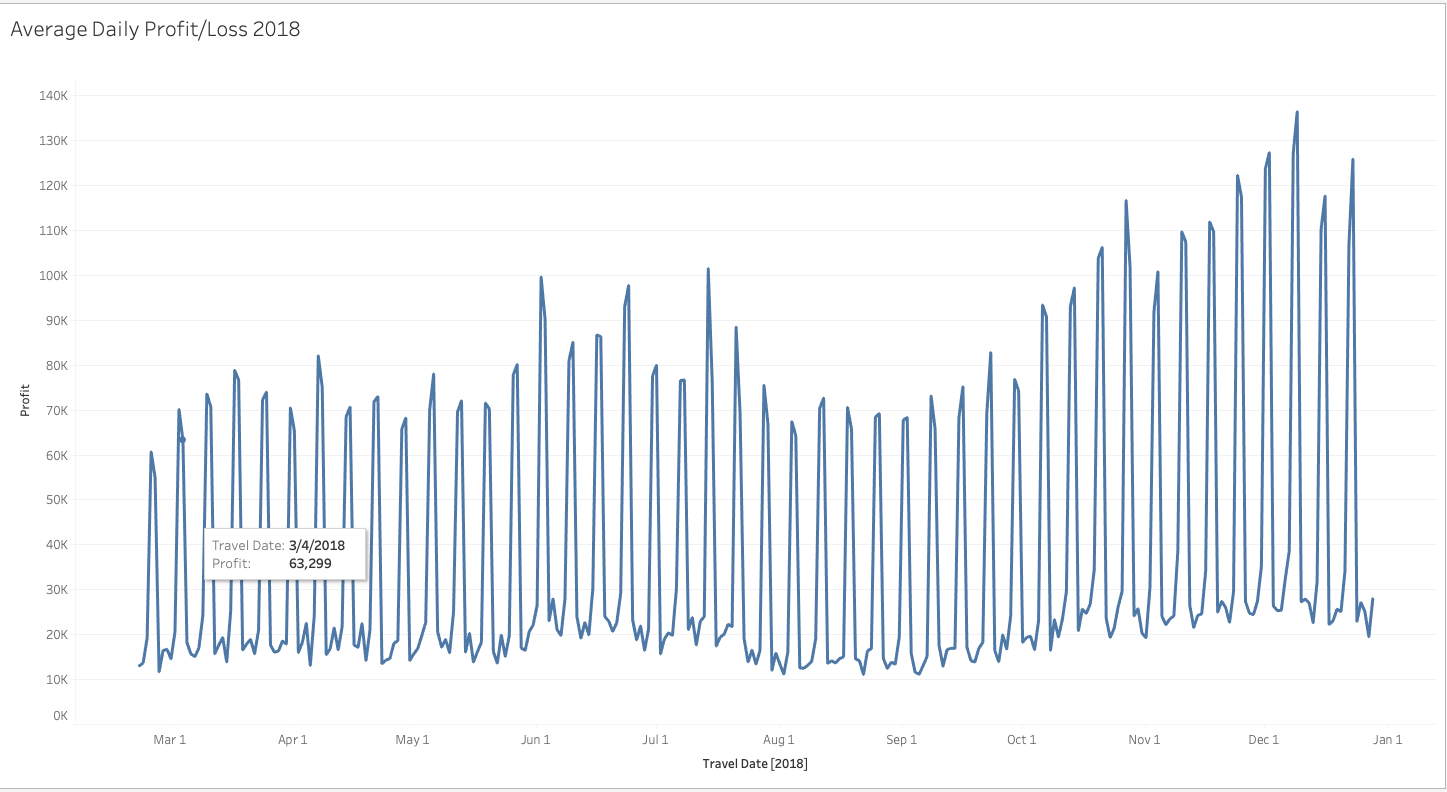 Average Daily Profit/Loss 2018
140K
130K
120K
110K
100K
90K
80K
70K
60K
50K
40K
30K
20K
10K
0K
Profit
Travel Date: 3/4/2018
Profit: 63,299
Mar 1 Apr 1 May 1 Jun 1 Jul 1 Aug 1 Sep 1 Oct 1 Nov 1 Dec 1 Jan 1
Travel Date [2018]